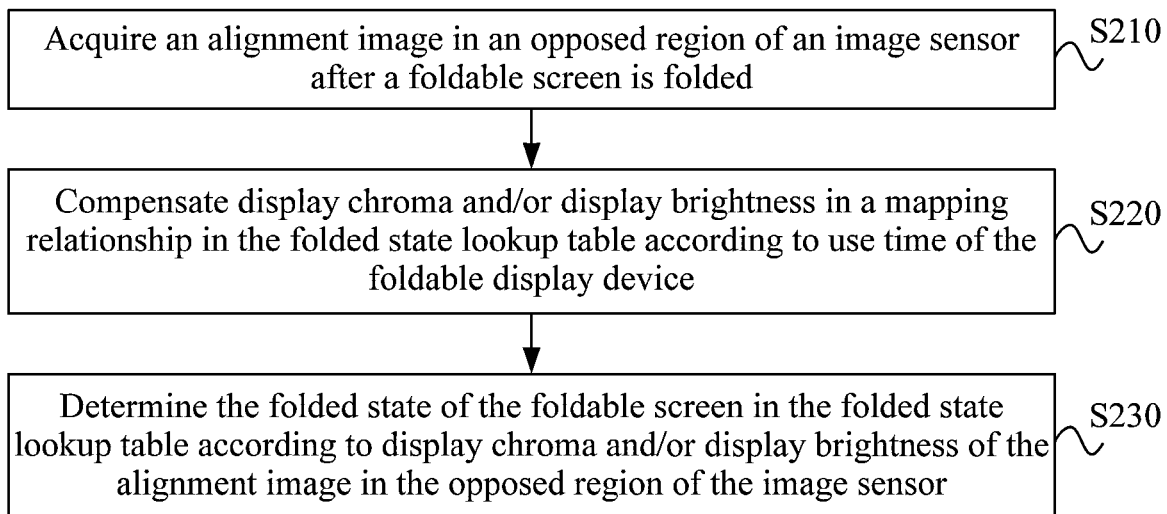 Acquire an alignment image in an opposed region of an image sensor
after a foldable screen is folded
S210
Compensate display chroma and/or display brightness in a mapping
relationship in the folded state lookup table according to use time of the
foldable display device
S220
Determine the folded state of the foldable screen in the folded state
lookup table according to display chroma and/or display brightness of the
alignment image in the opposed region of the image sensor
S230